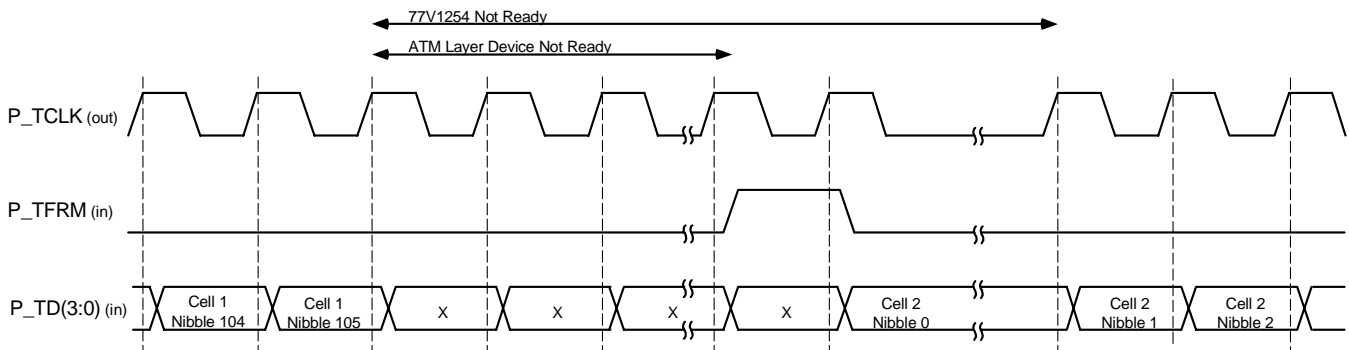 77V1254 Not Ready
ATM Layer Device Not Ready
P_TCLK (out)
P_TFRM (in)
P_TD(3:0) (in)
Cell 1
Nibble 104
Cell 1
Nibble 105
X
X
X
X
Cell 2
Nibble 0
Cell 2
Nibble 1
Cell 2
Nibble 2